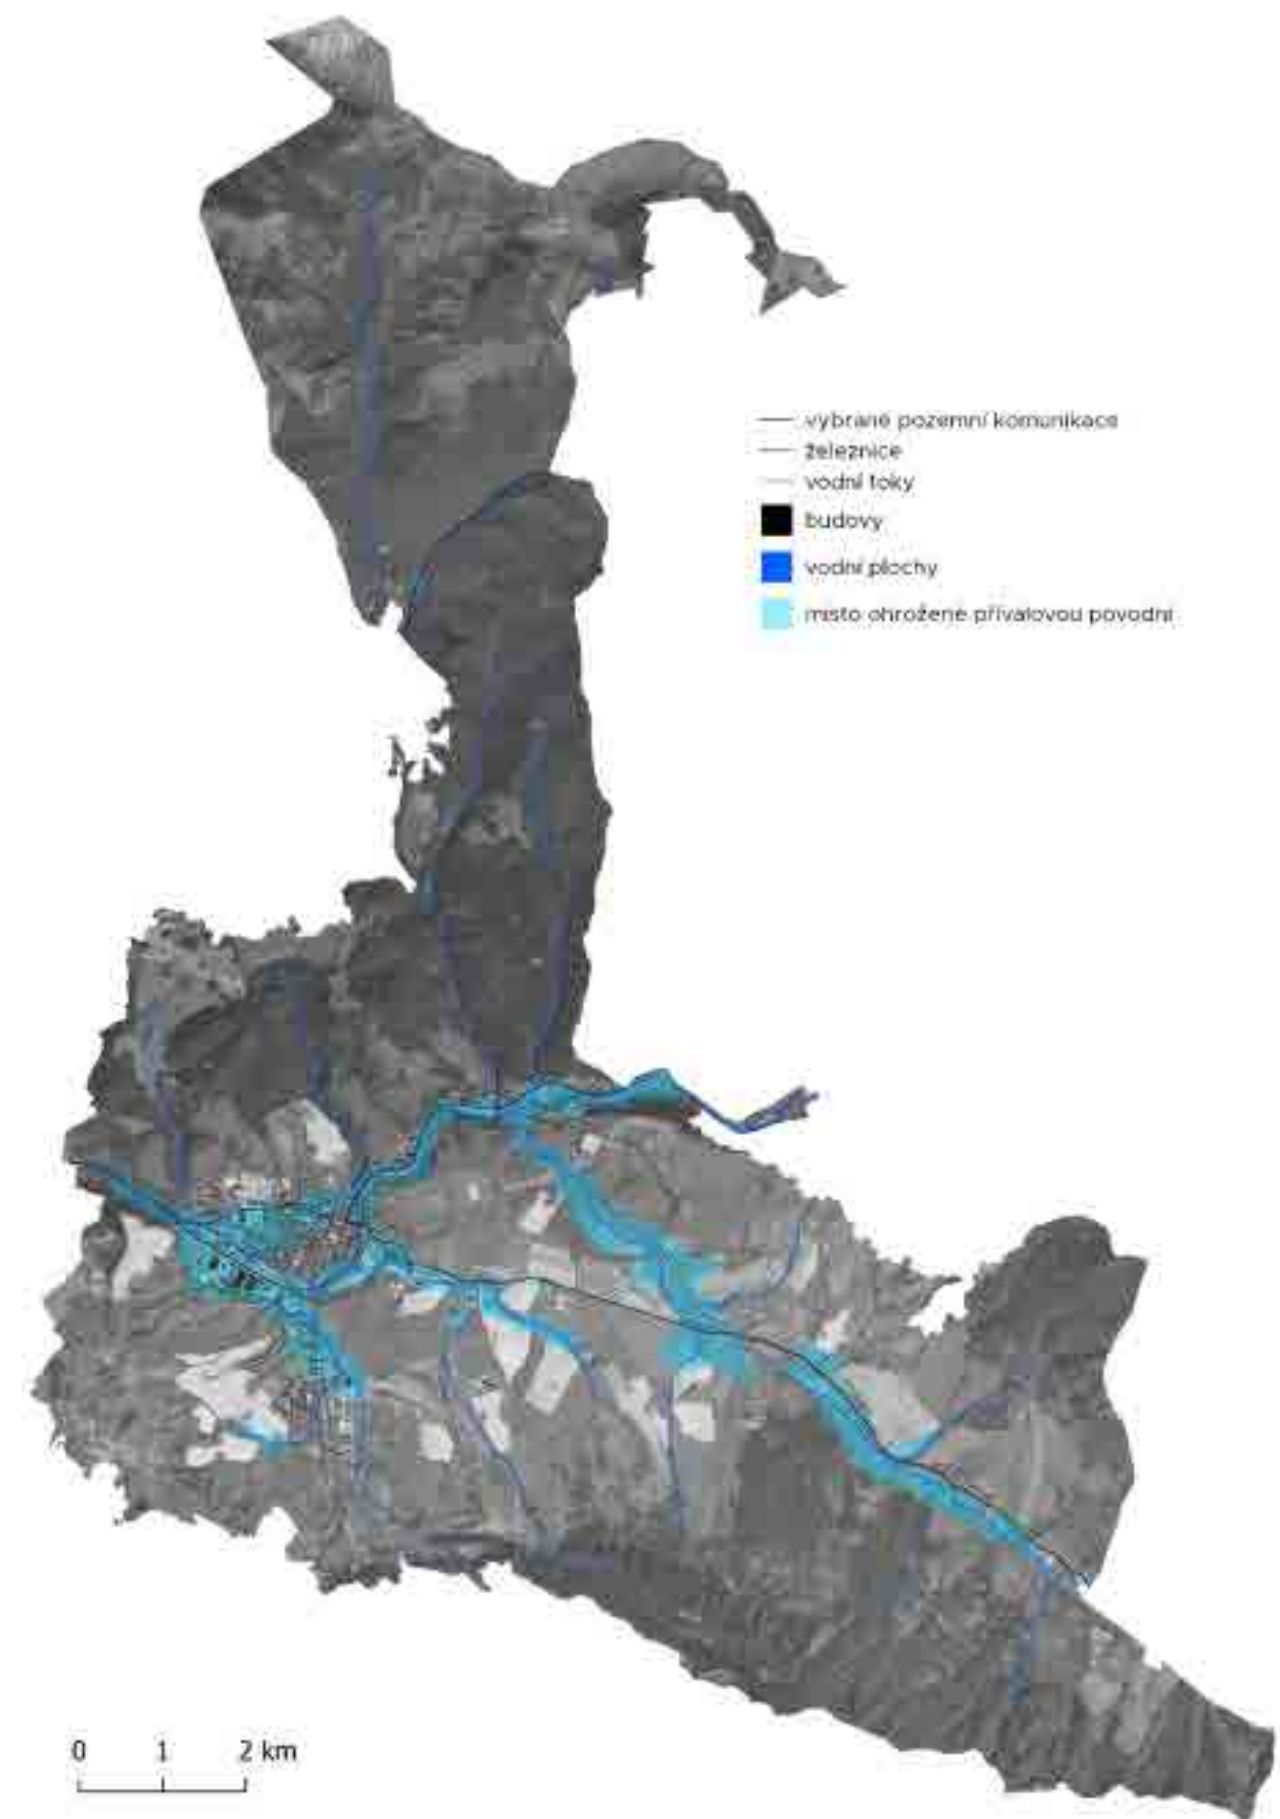 vybrané pozemní komunikace
železnice
vodní toky
budovy
vodní plochy
místo ohrožené přívalovou povodní
0 1 2 km